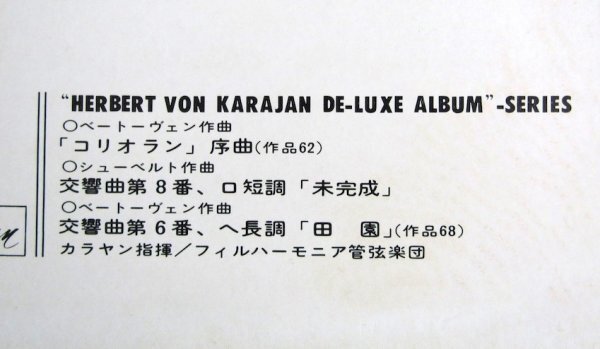 "HERBERT VON KARAJAN DE-LUXE ALBUM"-SERIES
○ベートーヴェン作曲
「コリオラン」序曲(作品62)
○シューベルト作曲
交響曲第8番、ロ短調「未完成」
○ベートーヴェン作曲
交響曲第6番、ヘ長調「田　園」(作品68)
カラヤン指揮/フィルハーモニア管弦楽団